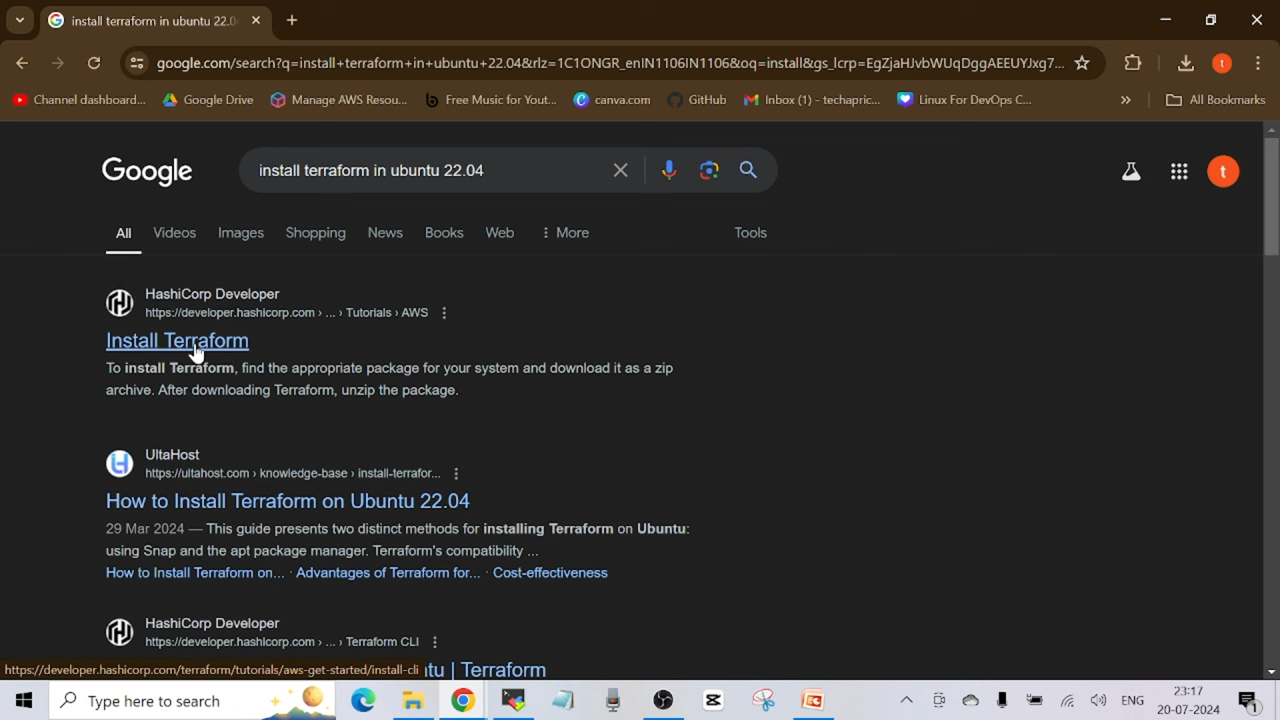 install terraform in ubuntu 22.0
google.com/search?q=install+terraform+in+ubuntu+22.04&rlz=1C1ONGR_enIN1106IN1106&oq=install&gs_lcrp=EgZjaHJvbWUqDggAEEUYJxg7...
Channel dashboard... Google Drive Manage AWS Resou... Free Music for Yout... canva.com GitHub Inbox (1) - techapric... Linux For DevOps C... » All Bookmarks
Google install terraform in ubuntu 22.04 t
All Videos Images Shopping News Books Web More Tools
HashiCorp Developer
https://developer.hashicorp.com › ... › Tutorials › AWS
Install Terraform
To install Terraform, find the appropriate package for your system and download it as a zip
archive. After downloading Terraform, unzip the package.
UltaHost
https://ultahost.com › knowledge-base › install-terrafor...
How to Install Terraform on Ubuntu 22.04
29 Mar 2024 — This guide presents two distinct methods for installing Terraform on Ubuntu:
using Snap and the apt package manager. Terraform's compatibility ...
How to Install Terraform on... · Advantages of Terraform for... · Cost-effectiveness
HashiCorp Developer
https://developer.hashicorp.com › ... › Terraform CLI
https://developer.hashicorp.com/terraform/tutorials/aws-get-started/install-cli tu | Terraform
Type here to search ENG 23:17
20-07-2024 1